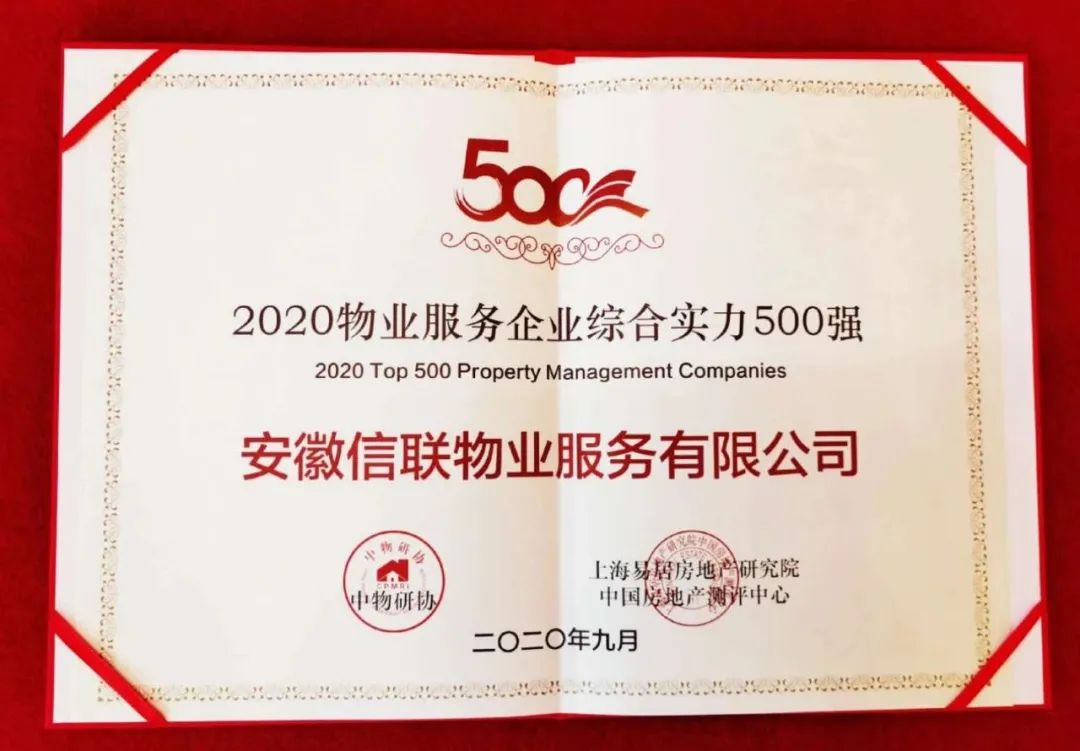 500
2020物业服务企业综合实力500强
2020 Top 500 Property Management Companies
安徽信联物业服务有限公司
中物研协
CPMRI
中物研协
上海易居房地产研究院
中国房地产测评中心
二〇二〇年九月